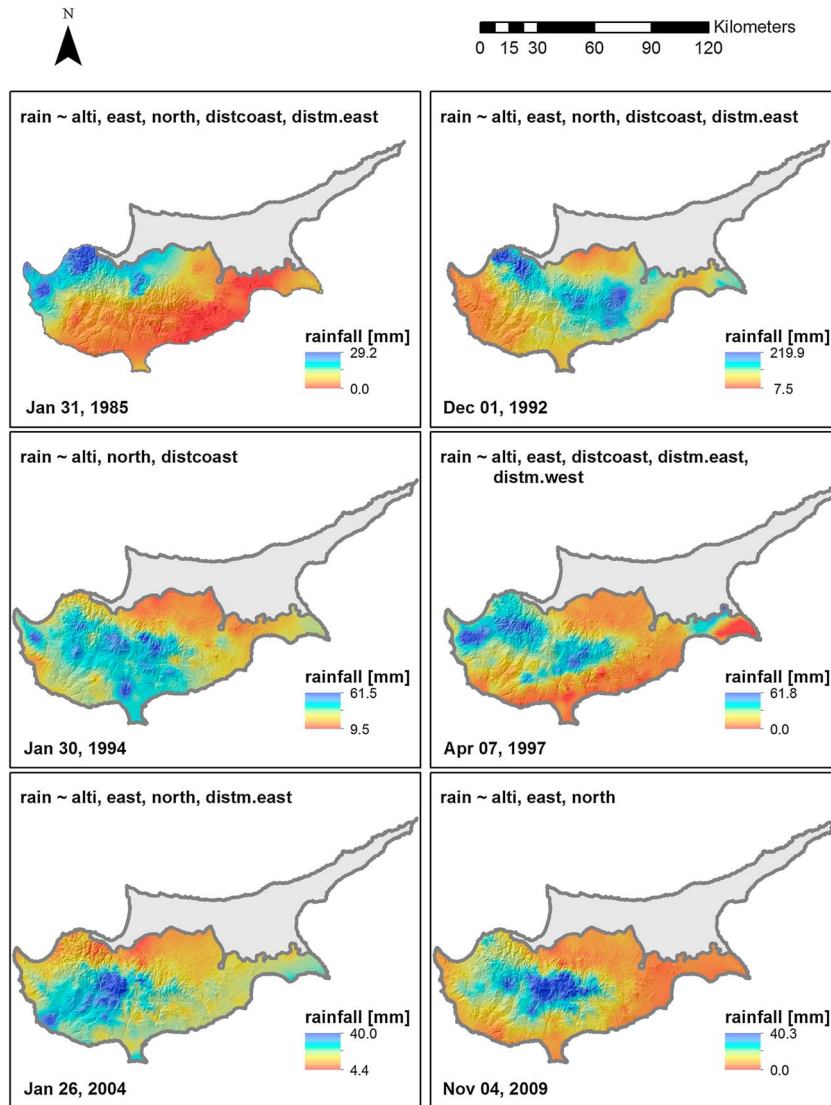 N
Kilometers
0 15 30 60 90 120
rain ~ alti, east, north, distcoast, distm.east
rainfall [mm]
29.2
0.0
Jan 31, 1985
rain ~ alti, east, north, distcoast, distm.east
rainfall [mm]
219.9
7.5
Dec 01, 1992
rain ~ alti, north, distcoast
rainfall [mm]
61.5
9.5
Jan 30, 1994
rain ~ alti, east, distcoast, distm.east,
distm.west
rainfall [mm]
61.8
0.0
Apr 07, 1997
rain ~ alti, east, north, distm.east
rainfall [mm]
40.0
4.4
Jan 26, 2004
rain ~ alti, east, north
rainfall [mm]
40.3
0.0
Nov 04, 2009